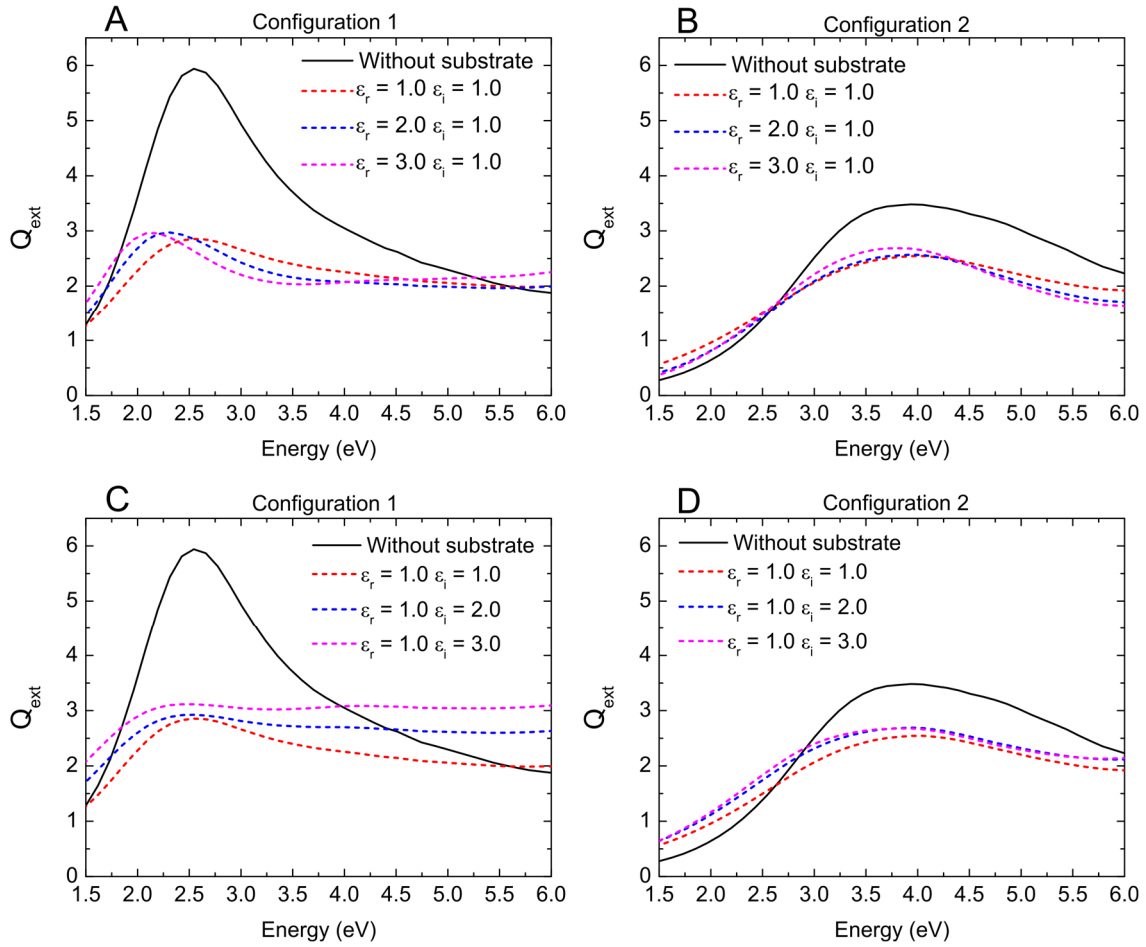 A
Configuration 1
Without substrate
εr = 1.0 εi = 1.0
εr = 2.0 εi = 1.0
εr = 3.0 εi = 1.0
Qext
6
5
4
3
2
1
0
1.5 2.0 2.5 3.0 3.5 4.0 4.5 5.0 5.5 6.0
Energy (eV)
B
Configuration 2
Without substrate
εr = 1.0 εi = 1.0
εr = 2.0 εi = 1.0
εr = 3.0 εi = 1.0
Qext
6
5
4
3
2
1
0
1.5 2.0 2.5 3.0 3.5 4.0 4.5 5.0 5.5 6.0
Energy (eV)
C
Configuration 1
Without substrate
εr = 1.0 εi = 1.0
εr = 1.0 εi = 2.0
εr = 1.0 εi = 3.0
Qext
6
5
4
3
2
1
0
1.5 2.0 2.5 3.0 3.5 4.0 4.5 5.0 5.5 6.0
Energy (eV)
D
Configuration 2
Without substrate
εr = 1.0 εi = 1.0
εr = 1.0 εi = 2.0
εr = 1.0 εi = 3.0
Qext
6
5
4
3
2
1
0
1.5 2.0 2.5 3.0 3.5 4.0 4.5 5.0 5.5 6.0
Energy (eV)